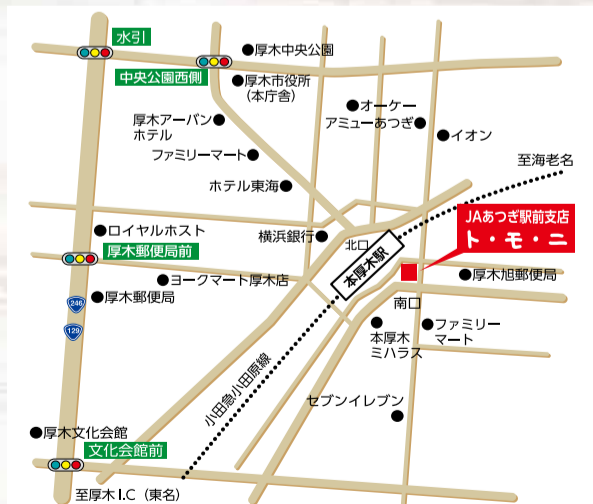 水引
厚木中央公園
中央公園西側
厚木市役所
(本庁舎)
オーケー
厚木アーバン
ホテル
アミューあつぎ
イオン
ファミリーマート
至海老名
ホテル東海
JAあつぎ駅前支店
ト・モ・ニ
ロイヤルホスト
横浜銀行
北口
厚木郵便局前
本厚木駅
ヨークマート厚木店
厚木旭郵便局
246
厚木郵便局
南口
129
本厚木
ミハラス
ファミリー
マート
小田急小田原線
セブンイレブン
厚木文化会館
文化会館前
至厚木I.C(東名)